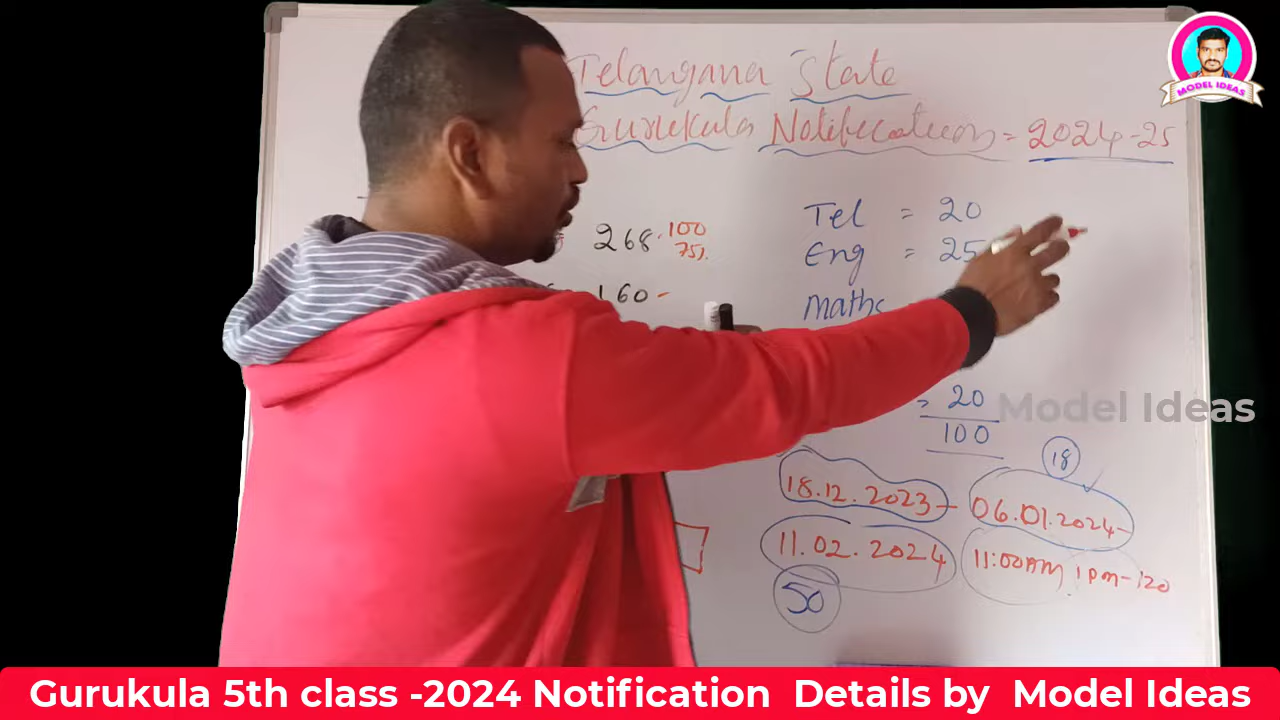 Telangana State
Gurukula Notification = 2024-25
268 100
75%
160 -
Tel = 20
Eng = 25
Maths
= 20
100
18
18.12.2023 - 06.01.2024 -
11.02.2024 11:00AM 1pm - 120
50
MODEL IDEAS
Model Ideas
Gurukula 5th class -2024 Notification Details by Model Ideas